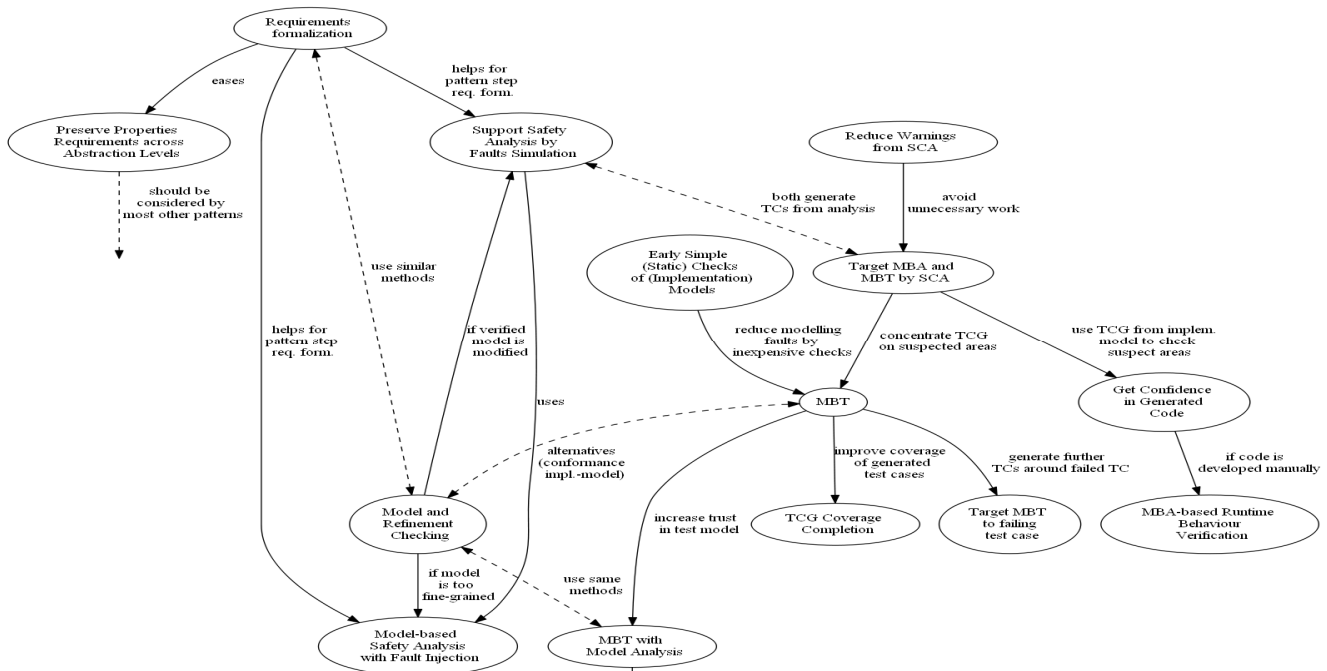 Requirements
formalization
eases
helps for
pattern step
req. form.
Preserve Properties
Requirements across
Abstraction Levels
Support Safety
Analysis by
Faults Simulation
Reduce Warnings
from SCA
should be
considered by
most other patterns
both generate
TCs from analysis
avoid
unnecessary work
use similar
methods
Early Simple
(Static) Checks
of (Implementation)
Models
Target MBA and
MBT by SCA
helps for
pattern step
req. form.
if verified
model is
modified
reduce modelling
faults by
inexpensive checks
concentrate TCG
on suspected areas
use TCG from implem.
model to check
suspect areas
uses
MBT
Get Confidence
in Generated
Code
alternatives
(conformance
impl.-model)
improve coverage
of generated
test cases
generate further
TCs around failed TC
if code is
developed manually
Model and
Refinement
Checking
increase trust
in test model
TCG Coverage
Completion
Target MBT
to failing
test case
MBA-based Runtime
Behaviour
Verification
if model
is too
fine-grained
use same
methods
Model-based
Safety Analysis
with Fault Injection
MBT with
Model Analysis